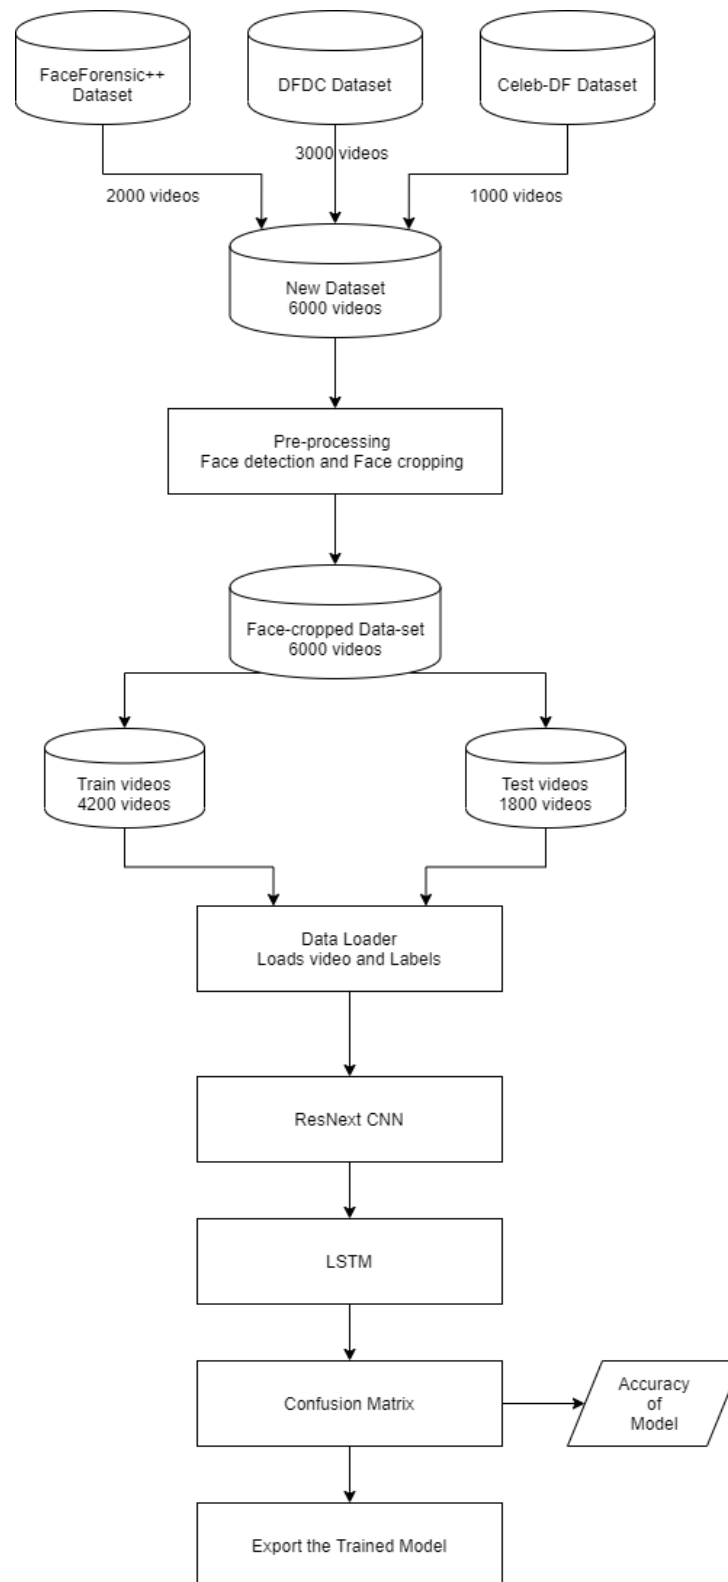 FaceForensic++
Dataset
DFDC Dataset
Celeb-DF Dataset
3000 videos
2000 videos
1000 videos
New Dataset
6000 videos
Pre-processing
Face detection and Face cropping
Face-cropped Data-set
6000 videos
Train videos
4200 videos
Test videos
1800 videos
Data Loader
Loads video and Labels
ResNext CNN
LSTM
Confusion Matrix
Accuracy
of
Model
Export the Trained Model